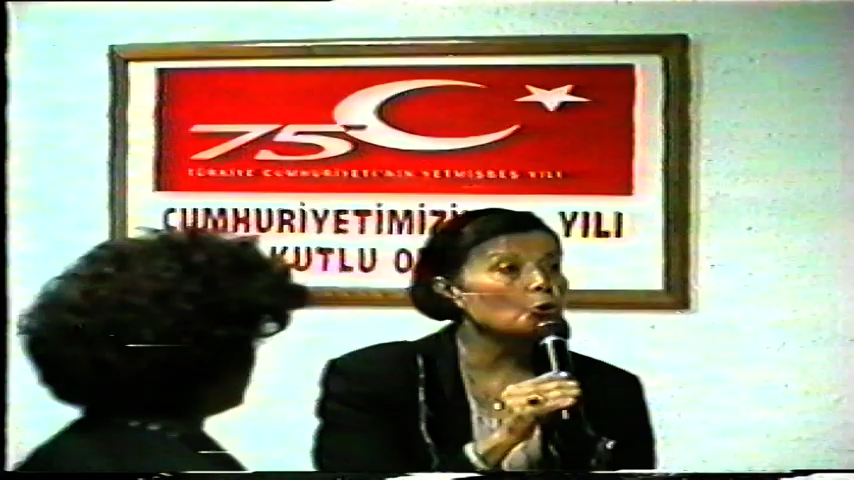 75
TÜRKİYE CUMHURİYETİ'NİN YETMİŞBEŞ YILI
CUMHURİYETİMİZİ YILI
KUTLU